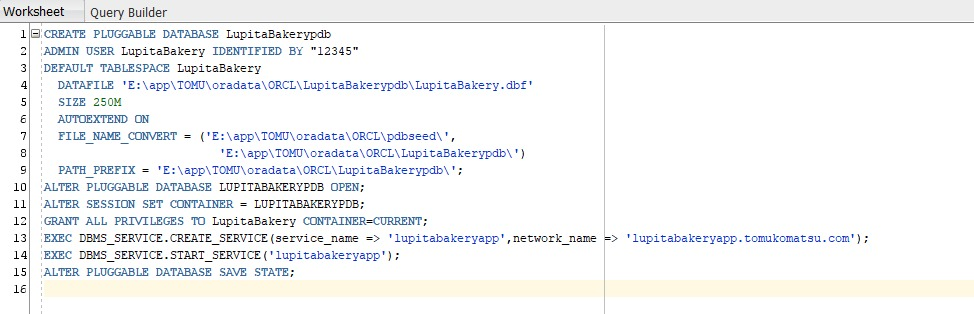 Worksheet Query Builder
1 CREATE PLUGGABLE DATABASE LupitaBakerypdb
2 ADMIN USER LupitaBakery IDENTIFIED BY "12345"
3 DEFAULT TABLESPACE LupitaBakery
4 DATAFILE 'E:\app\TOMU\oradata\ORCL\LupitaBakerypdb\LupitaBakery.dbf'
5 SIZE 250M
6 AUTOEXTEND ON
7 FILE_NAME_CONVERT = ('E:\app\TOMU\oradata\ORCL\pdbseed\',
8 'E:\app\TOMU\oradata\ORCL\LupitaBakerypdb\')
9 PATH_PREFIX = 'E:\app\TOMU\oradata\ORCL\LupitaBakerypdb\';
10 ALTER PLUGGABLE DATABASE LUPITABAKERYPDB OPEN;
11 ALTER SESSION SET CONTAINER = LUPITABAKERYPDB;
12 GRANT ALL PRIVILEGES TO LupitaBakery CONTAINER=CURRENT;
13 EXEC DBMS_SERVICE.CREATE_SERVICE(service_name => 'lupitabakeryapp',network_name => 'lupitabakeryapp.tomukomatsu.com');
14 EXEC DBMS_SERVICE.START_SERVICE('lupitabakeryapp');
15 ALTER PLUGGABLE DATABASE SAVE STATE;
16